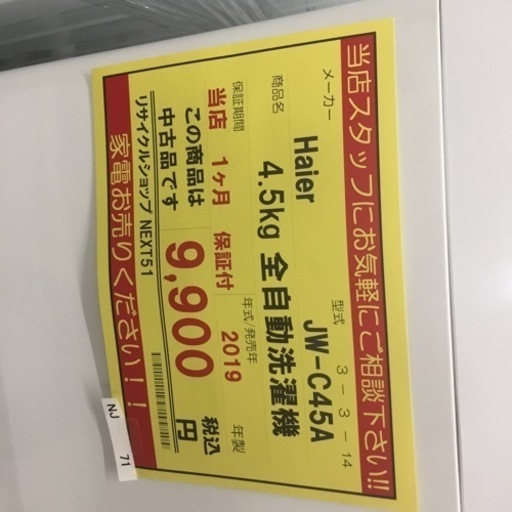 当店スタッフにお気軽にご相談下さい!!
3-3-14
メーカー 型式
Haier JW-C45A
商品名
4.5kg 全自動洗濯機
保証期間 年式/発売年
当店 1ヶ月 保証付 2019 年製
この商品は
中古品です
9,900 税込 円
リサイクルショップ NEXT51
家電お売りください!!
NJ 71